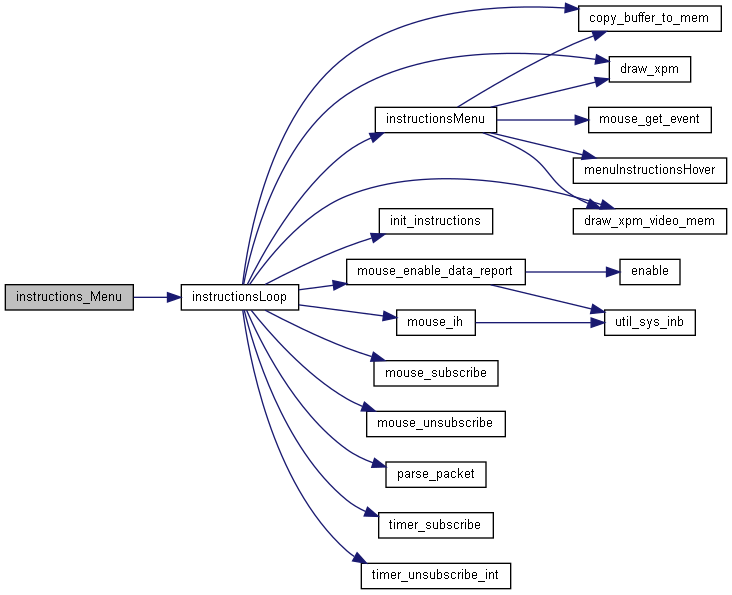 copy_buffer_to_mem
draw_xpm
instructionsMenu
mouse_get_event
menuInstructionsHover
init_instructions
draw_xpm_video_mem
mouse_enable_data_report
enable
instructions_Menu
instructionsLoop
mouse_ih
util_sys_inb
mouse_subscribe
mouse_unsubscribe
parse_packet
timer_subscribe
timer_unsubscribe_int